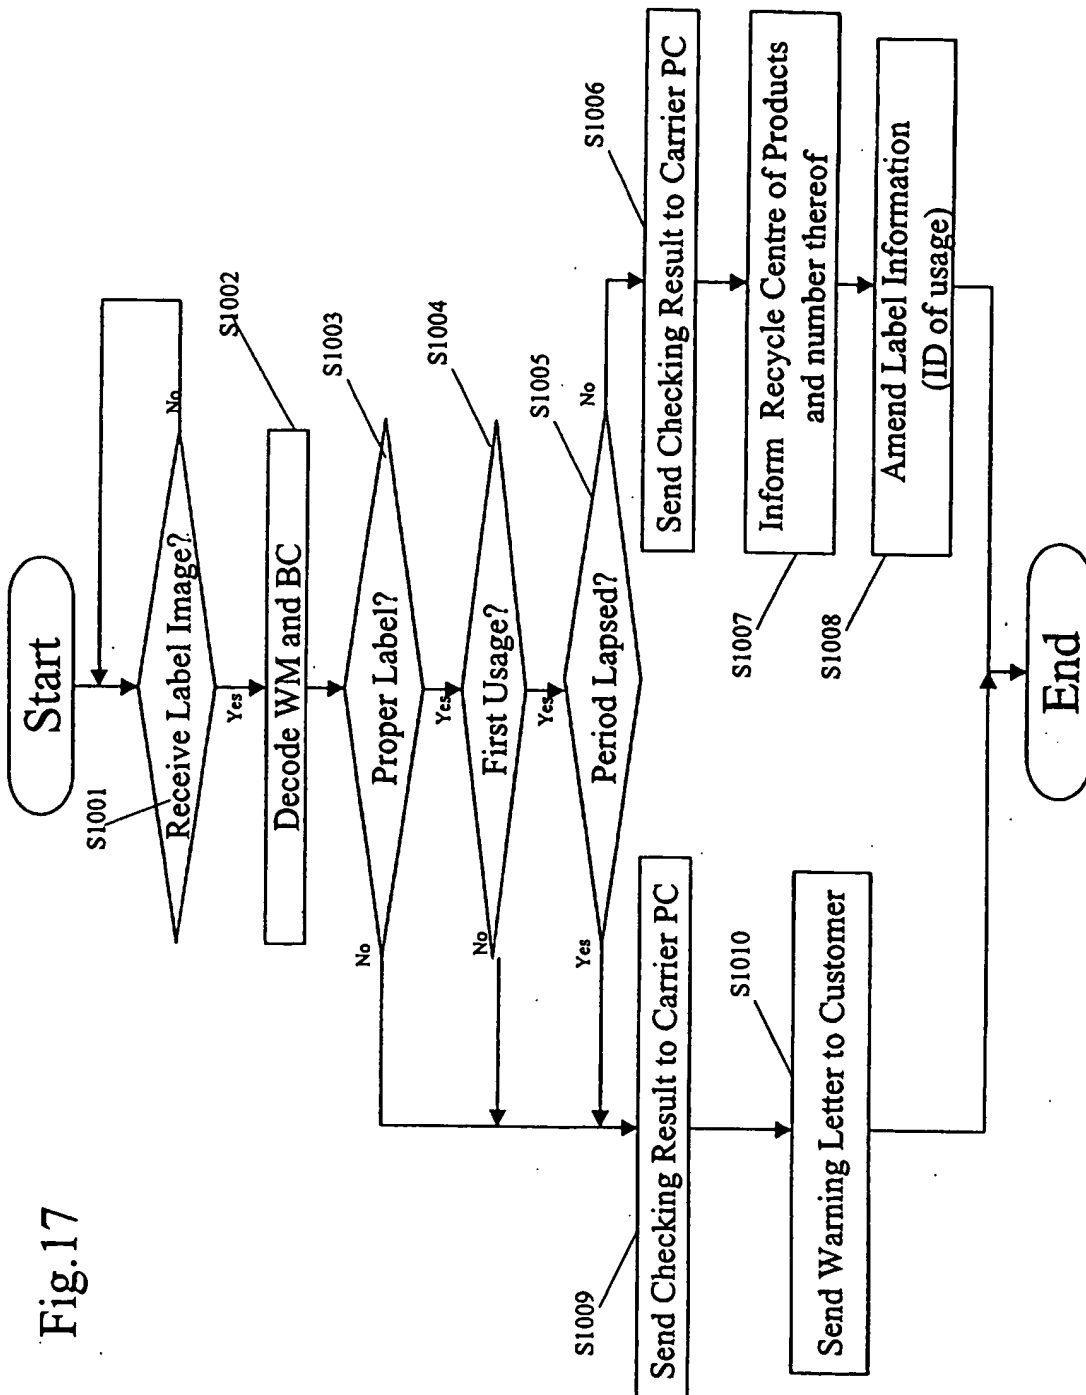 Fig.17
Start
S1001
Receive Label Image?
No
Yes
S1002
Decode WM and BC
S1003
Proper Label?
No
Yes
S1004
First Usage?
No
Yes
S1005
Period Lapsed?
Yes
No
S1009
Send Checking Result to Carrier PC
S1006
Send Checking Result to Carrier PC
S1010
Send Warning Letter to Customer
S1007
Inform Recycle Centre of Products
and number thereof
S1008
Amend Label Information
(ID of usage)
End